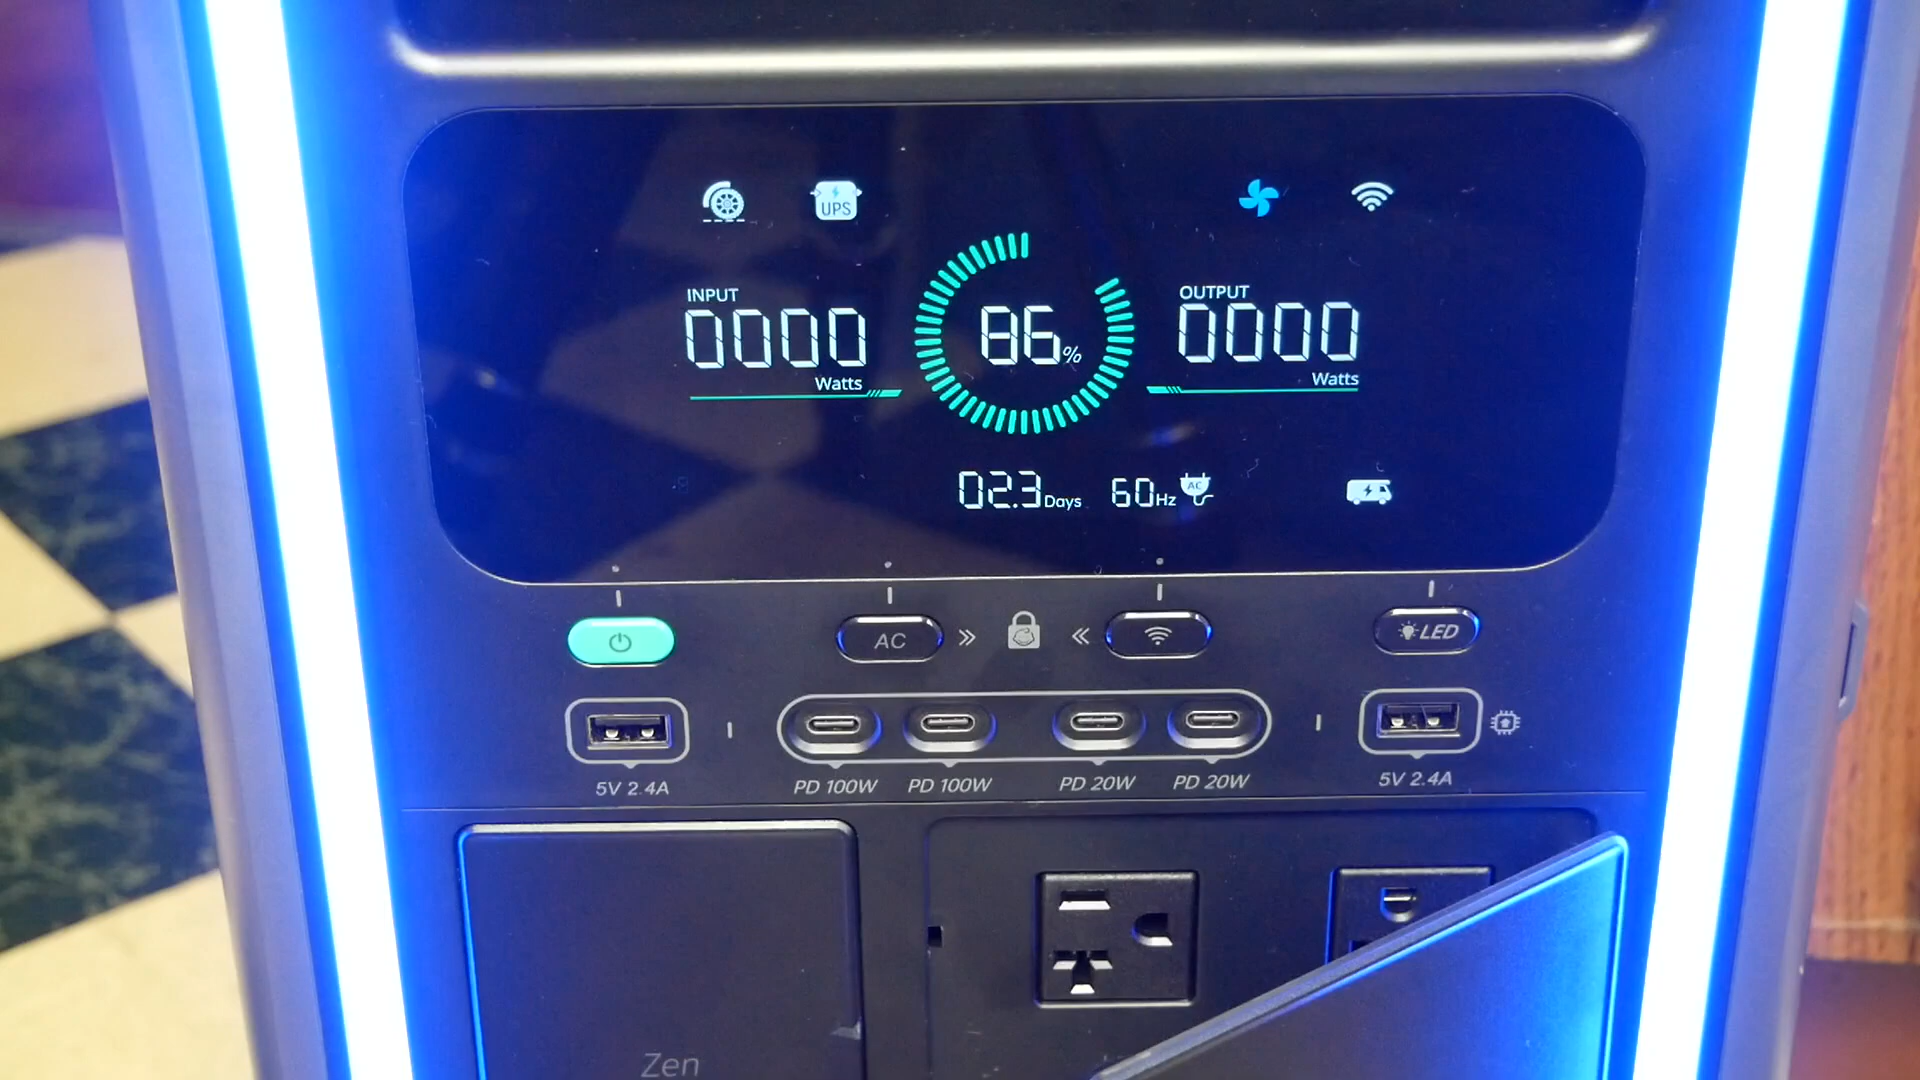 UPS
INPUT
0000
Watts
86%
OUTPUT
0000
Watts
02.3 Days
60Hz
AC
AC
LED
5V 2.4A
PD 100W
PD 100W
PD 20W
PD 20W
5V 2.4A
Zen